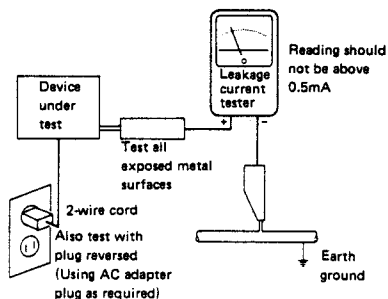 Device
under
test
Leakage
current
tester
+
−
Reading should
not be above
0.5mA
Test all
exposed metal
surfaces
2-wire cord
Also test with
plug reversed
(Using AC adapter
plug as required)
Earth
ground